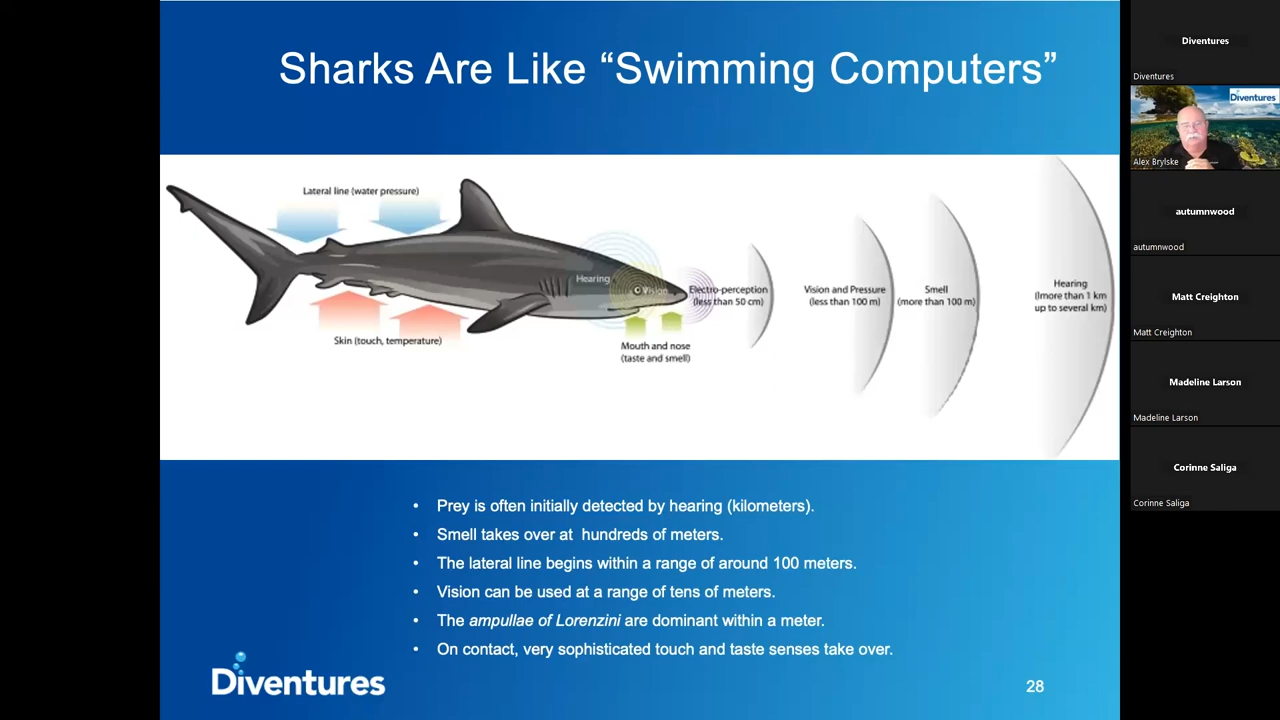 Sharks Are Like “Swimming Computers”
Lateral line (water pressure)
Hearing
Vision
Electro-perception
(less than 50 cm)
Vision and Pressure
(less than 100 m)
Smell
(more than 100 m)
Hearing
(lmore than 1 km
up to several km)
Skin (touch, temperature)
Mouth and nose
(taste and smell)
• Prey is often initially detected by hearing (kilometers).
• Smell takes over at  hundreds of meters.
• The lateral line begins within a range of around 100 meters.
• Vision can be used at a range of tens of meters.
• The ampullae of Lorenzini are dominant within a meter.
• On contact, very sophisticated touch and taste senses take over.
Diventures
28
Diventures
Diventures
Diventures
Alex Brylske
autumnwood
autumnwood
Matt Creighton
Matt Creighton
Madeline Larson
Madeline Larson
Corinne Saliga
Corinne Saliga